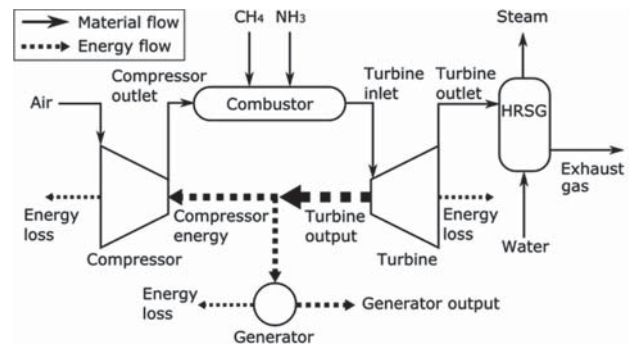 Material flow
Energy flow
CH₄ NH₃
Steam
Compressor
outlet
Turbine
inlet
Turbine
outlet
Air
Combustor
HRSG
Exhaust
gas
Energy
loss
Compressor
energy
Turbine
output
Energy
loss
Water
Compressor
Turbine
Energy
loss
Generator output
Generator